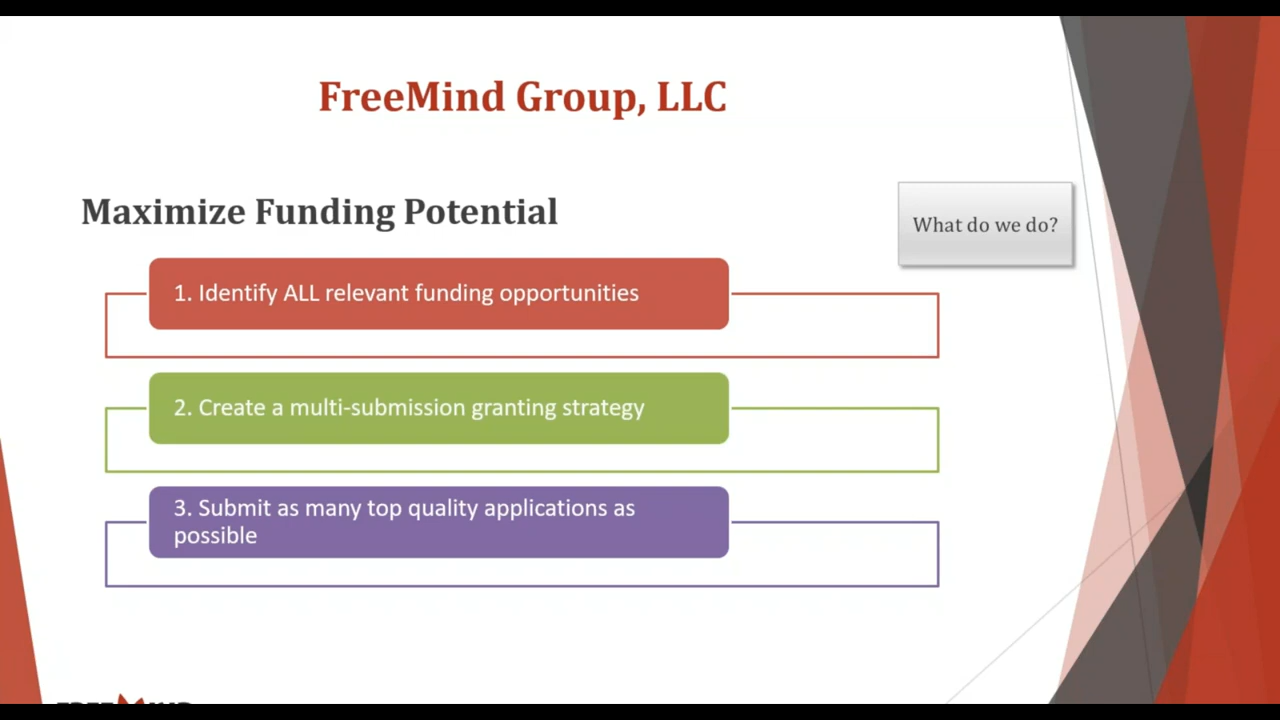 FreeMind Group, LLC
Maximize Funding Potential
What do we do?
1. Identify ALL relevant funding opportunities
2. Create a multi-submission granting strategy
3. Submit as many top quality applications as
possible